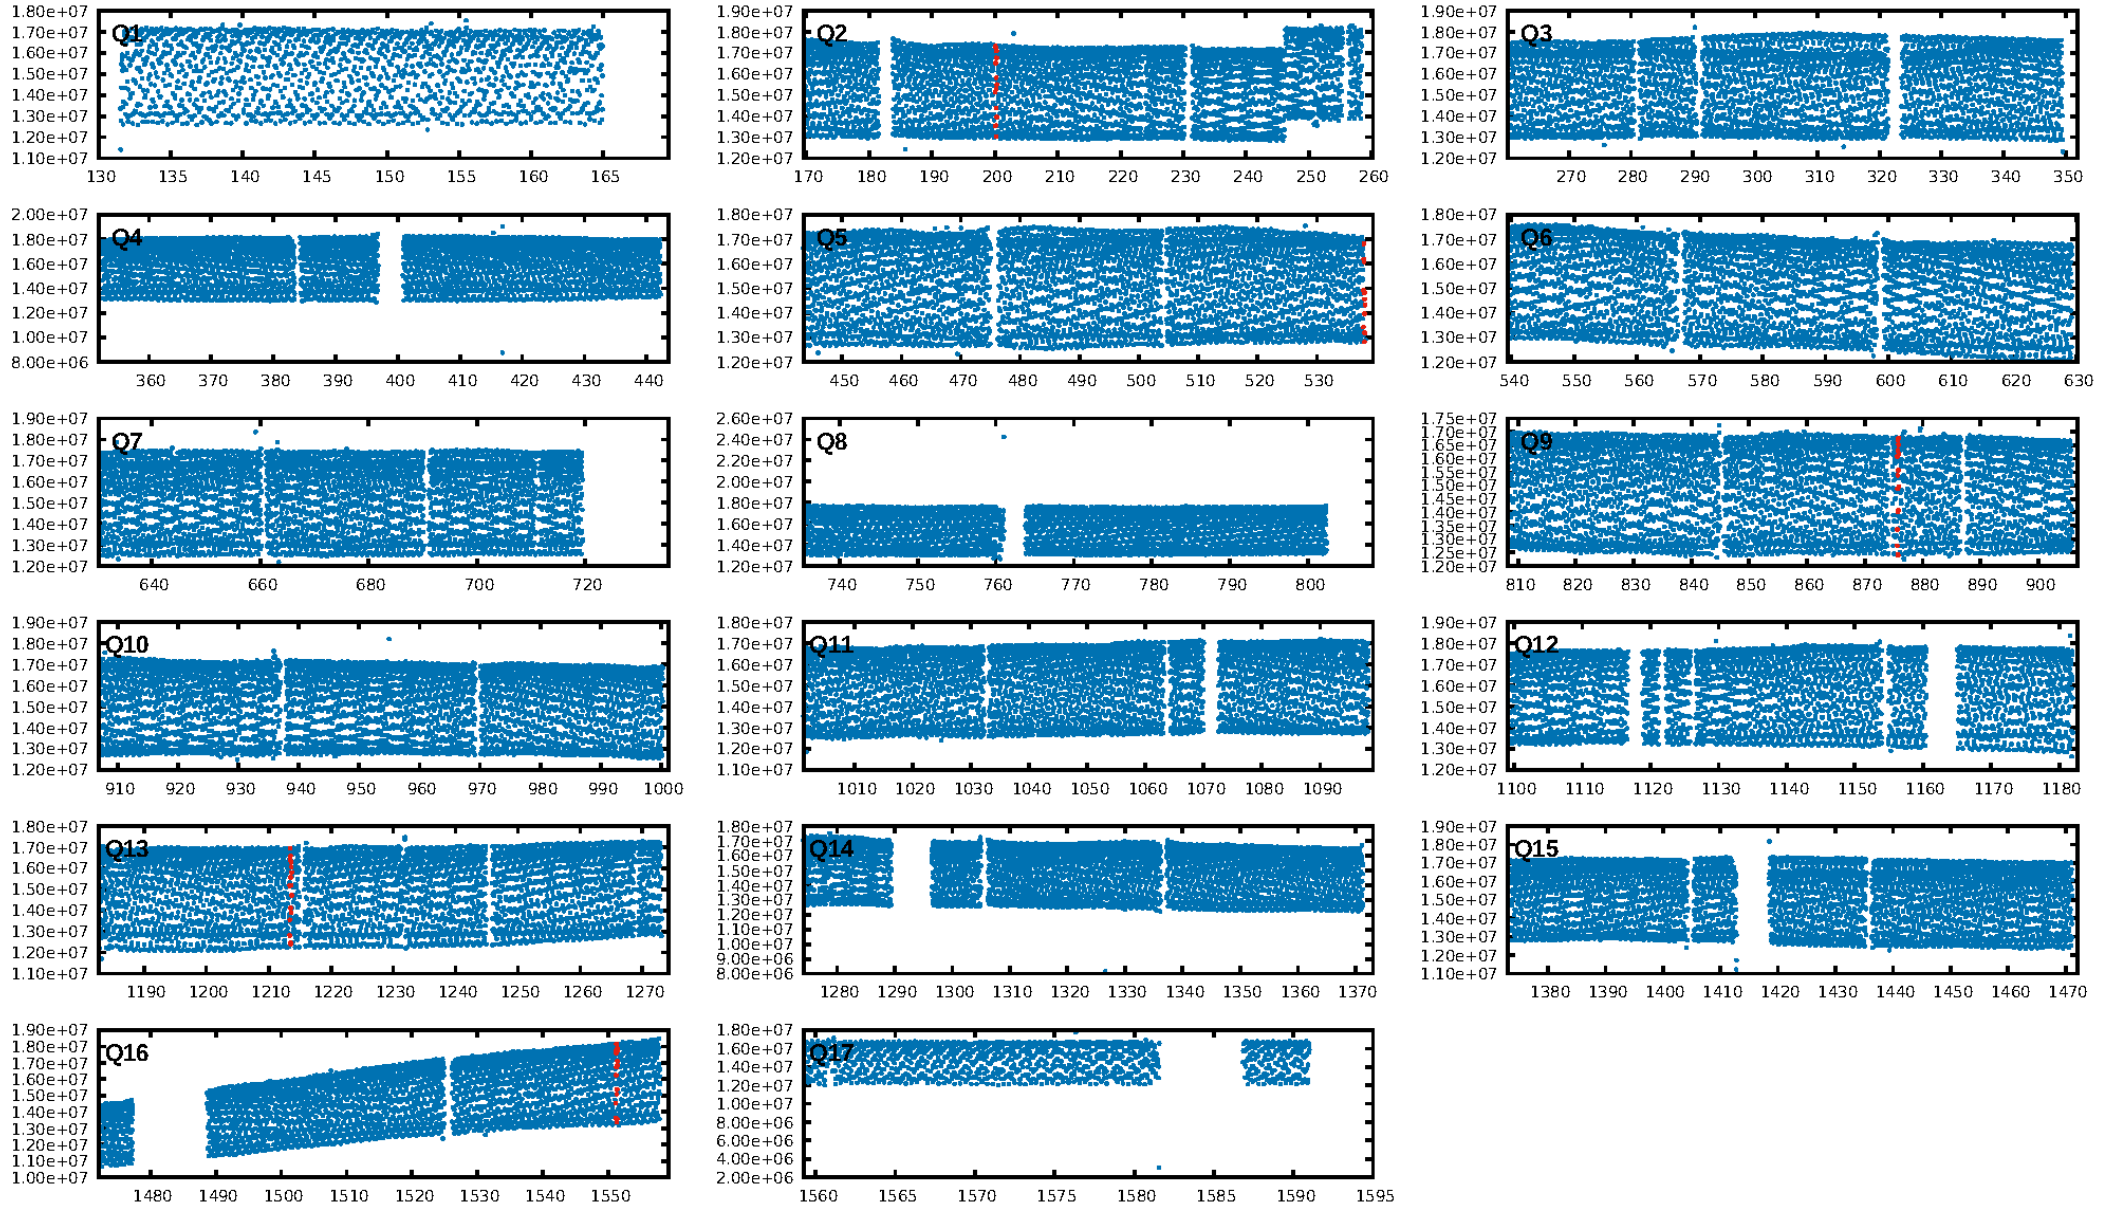 Q1
1.80e+07
1.70e+07
1.60e+07
1.50e+07
1.40e+07
1.30e+07
1.20e+07
1.10e+07
130 135 140 145 150 155 160 165
Q2
1.90e+07
1.80e+07
1.70e+07
1.60e+07
1.50e+07
1.40e+07
1.30e+07
1.20e+07
170 180 190 200 210 220 230 240 250 260
Q3
1.90e+07
1.80e+07
1.70e+07
1.60e+07
1.50e+07
1.40e+07
1.30e+07
1.20e+07
270 280 290 300 310 320 330 340 350
Q4
2.00e+07
1.80e+07
1.60e+07
1.40e+07
1.20e+07
1.00e+07
8.00e+06
360 370 380 390 400 410 420 430 440
Q5
1.80e+07
1.70e+07
1.60e+07
1.50e+07
1.40e+07
1.30e+07
1.20e+07
450 460 470 480 490 500 510 520 530
Q6
1.80e+07
1.70e+07
1.60e+07
1.50e+07
1.40e+07
1.30e+07
1.20e+07
540 550 560 570 580 590 600 610 620 630
Q7
1.90e+07
1.80e+07
1.70e+07
1.60e+07
1.50e+07
1.40e+07
1.30e+07
1.20e+07
640 660 680 700 720
Q8
2.60e+07
2.40e+07
2.20e+07
2.00e+07
1.80e+07
1.60e+07
1.40e+07
1.20e+07
740 750 760 770 780 790 800
Q9
1.75e+07
1.70e+07
1.65e+07
1.60e+07
1.55e+07
1.50e+07
1.45e+07
1.40e+07
1.35e+07
1.30e+07
1.25e+07
1.20e+07
810 820 830 840 850 860 870 880 890 900
Q10
1.90e+07
1.80e+07
1.70e+07
1.60e+07
1.50e+07
1.40e+07
1.30e+07
1.20e+07
910 920 930 940 950 960 970 980 990 1000
Q11
1.80e+07
1.70e+07
1.60e+07
1.50e+07
1.40e+07
1.30e+07
1.20e+07
1.10e+07
1010 1020 1030 1040 1050 1060 1070 1080 1090
Q12
1.90e+07
1.80e+07
1.70e+07
1.60e+07
1.50e+07
1.40e+07
1.30e+07
1.20e+07
1100 1110 1120 1130 1140 1150 1160 1170 1180
Q13
1.80e+07
1.70e+07
1.60e+07
1.50e+07
1.40e+07
1.30e+07
1.20e+07
1.10e+07
1190 1200 1210 1220 1230 1240 1250 1260 1270
Q14
1.80e+07
1.70e+07
1.60e+07
1.50e+07
1.40e+07
1.30e+07
1.20e+07
1.10e+07
1.00e+07
9.00e+06
8.00e+06
1280 1290 1300 1310 1320 1330 1340 1350 1360 1370
Q15
1.90e+07
1.80e+07
1.70e+07
1.60e+07
1.50e+07
1.40e+07
1.30e+07
1.20e+07
1.10e+07
1380 1390 1400 1410 1420 1430 1440 1450 1460 1470
Q16
1.90e+07
1.80e+07
1.70e+07
1.60e+07
1.50e+07
1.40e+07
1.30e+07
1.20e+07
1.10e+07
1.00e+07
1480 1490 1500 1510 1520 1530 1540 1550
Q17
1.80e+07
1.60e+07
1.40e+07
1.20e+07
1.00e+07
8.00e+06
6.00e+06
4.00e+06
2.00e+06
1560 1565 1570 1575 1580 1585 1590 1595